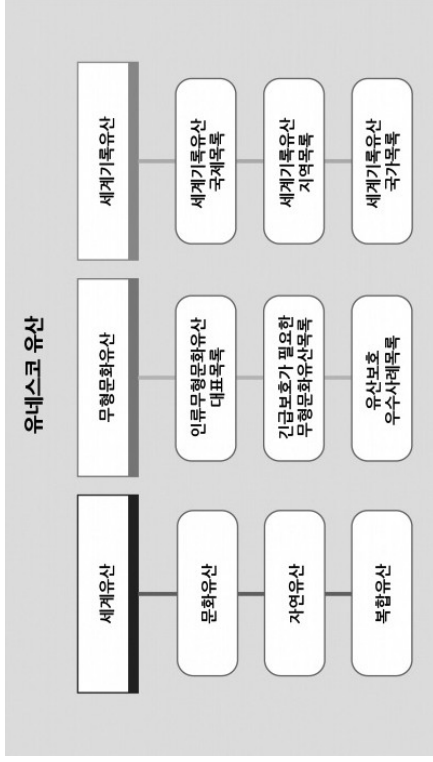 유네스코 유산
세계유산
문화유산
자연유산
복합유산
무형문화유산
인류무형문화유산
대표목록
긴급보호가 필요한
무형문화유산목록
유산보호
우수사례목록
세계기록유산
세계기록유산
국제목록
세계기록유산
지역목록
세계기록유산
국가목록